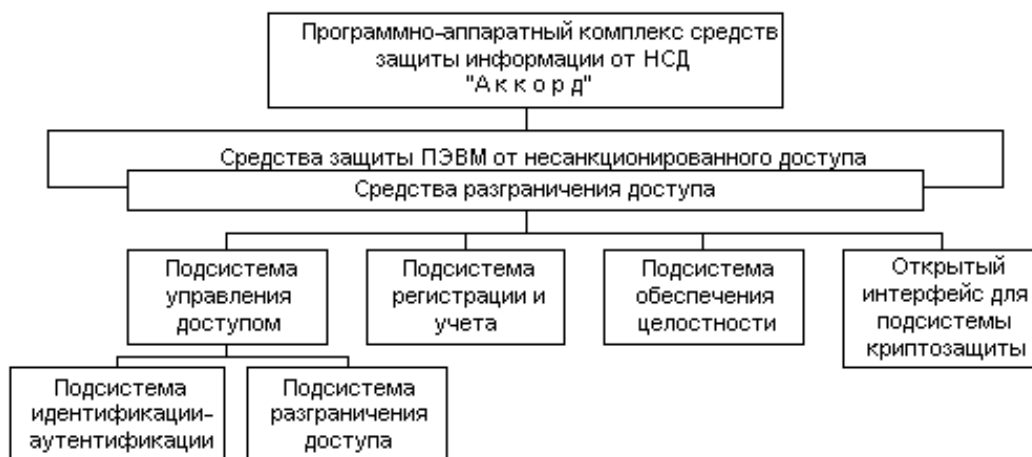 Программно-аппаратный комплекс средств
защиты информации от НСД
"А к к о р д"
Средства защиты ПЭВМ от несанкционированного доступа
Средства разграничения доступа
Подсистема
управления
доступом
Подсистема
регистрации и
учета
Подсистема
обеспечения
целостности
Открытый
интерфейс для
подсистемы
криптозащиты
Подсистема
идентификации-
аутентификации
Подсистема
разграничения
доступа